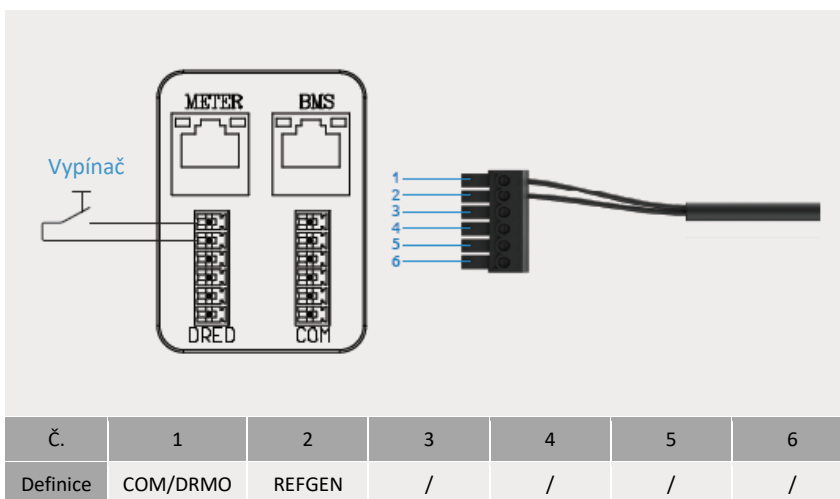 METER BMS
Vypínač
1
2
3
4
5
6
DRED COM
Č. 1 2 3 4 5 6
Definice COM/DRMO REFGEN / / / /